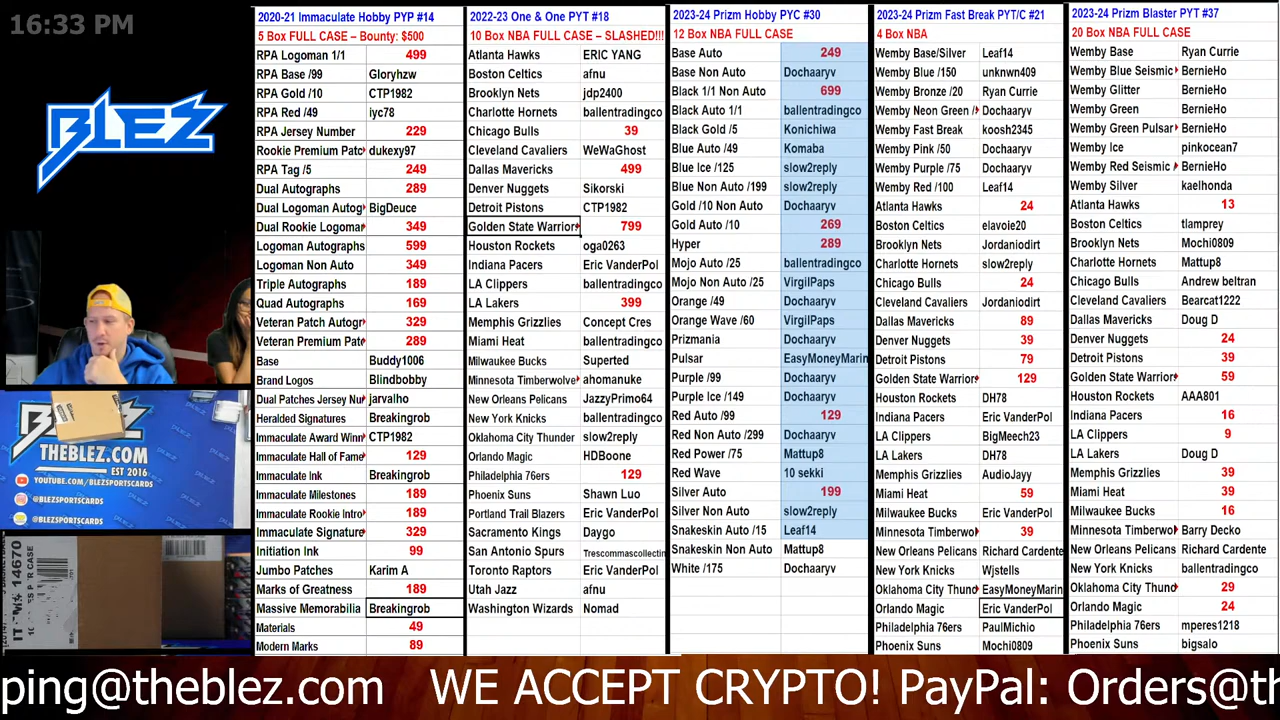 16:33 PM
BLEZ
BLEZ
THEBLEZ.COM
EST 2016
YOUTUBE.COM/BLEZSPORTSCARDS
@BLEZSPORTSCARDS
@BLEZSPORTSCARDS
2020-21 Immaculate Hobby PYP #14
5 Box FULL CASE - Bounty: $500
RPA Logoman 1/1 499
RPA Base /99 Gloryhzw
RPA Gold /10 CTP1982
RPA Red /49 iyc78
RPA Jersey Number 229
Rookie Premium Patc dukexy97
RPA Tag /5 249
Dual Autographs 289
Dual Logoman Autog BigDeuce
Dual Rookie Logoma 349
Logoman Autographs 599
Logoman Non Auto 349
Triple Autographs 189
Quad Autographs 169
Veteran Patch Autogr 329
Veteran Premium Pat 289
Base Buddy1006
Brand Logos Blindbobby
Dual Patches Jersey Nu jarvalho
Heralded Signatures Breakingrob
Immaculate Award Winn CTP1982
Immaculate Hall of Fame 129
Immaculate Ink Breakingrob
Immaculate Milestones 189
Immaculate Rookie Intro 189
Immaculate Signature 329
Initiation Ink 99
Jumbo Patches Karim A
Marks of Greatness 189
Massive Memorabilia Breakingrob
Materials 49
Modern Marks 89
2022-23 One & One PYT #18
10 Box NBA FULL CASE – SLASHED!!!
Atlanta Hawks ERIC YANG
Boston Celtics afnu
Brooklyn Nets jdp2400
Charlotte Hornets ballentradingco
Chicago Bulls 39
Cleveland Cavaliers WeWaGhost
Dallas Mavericks 499
Denver Nuggets Sikorski
Detroit Pistons CTP1982
Golden State Warrior 799
Houston Rockets oga0263
Indiana Pacers Eric VanderPol
LA Clippers ballentradingco
LA Lakers 399
Memphis Grizzlies Concept Cres
Miami Heat ballentradingco
Milwaukee Bucks Superted
Minnesota Timberwolve ahomanuke
New Orleans Pelicans JazzyPrimo64
New York Knicks ballentradingco
Oklahoma City Thunder slow2reply
Orlando Magic HDBoone
Philadelphia 76ers 129
Phoenix Suns Shawn Luo
Portland Trail Blazers Eric VanderPol
Sacramento Kings Daygo
San Antonio Spurs Trescommascollectin
Toronto Raptors Eric VanderPol
Utah Jazz afnu
Washington Wizards Nomad
2023-24 Prizm Hobby PYC #30
12 Box NBA FULL CASE
Base Auto 249
Base Non Auto Dochaaryv
Black 1/1 Non Auto 699
Black Auto 1/1 ballentradingco
Black Gold /5 Konichiwa
Blue Auto /49 Komaba
Blue Ice /125 slow2reply
Blue Non Auto /199 slow2reply
Gold /10 Non Auto Dochaaryv
Gold Auto /10 269
Hyper 289
Mojo Auto /25 ballentradingco
Mojo Non Auto /25 VirgilPaps
Orange /49 Dochaaryv
Orange Wave /60 VirgilPaps
Prizmania Dochaaryv
Pulsar EasyMoneyMarin
Purple /99 Dochaaryv
Purple Ice /149 Dochaaryv
Red Auto /99 129
Red Non Auto /299 Dochaaryv
Red Power /75 Mattup8
Red Wave 10 sekki
Silver Auto 199
Silver Non Auto slow2reply
Snakeskin Auto /15 Leaf14
Snakeskin Non Auto Mattup8
White /175 Dochaaryv
2023-24 Prizm Fast Break PYT/C #21
4 Box NBA
Wemby Base/Silver Leaf14
Wemby Blue /150 unknwn409
Wemby Bronze /20 Ryan Currie
Wemby Neon Green / Dochaaryv
Wemby Fast Break koosh2345
Wemby Pink /50 Dochaaryv
Wemby Purple /75 Dochaaryv
Wemby Red /100 Leaf14
Atlanta Hawks 24
Boston Celtics elavoie20
Brooklyn Nets Jordaniodirt
Charlotte Hornets slow2reply
Chicago Bulls 24
Cleveland Cavaliers Jordaniodirt
Dallas Mavericks 89
Denver Nuggets 39
Detroit Pistons 79
Golden State Warrior 129
Houston Rockets DH78
Indiana Pacers Eric VanderPol
LA Clippers BigMeech23
LA Lakers DH78
Memphis Grizzlies AudioJayy
Miami Heat 59
Milwaukee Bucks Eric VanderPol
Minnesota Timberwo 39
New Orleans Pelicans Richard Cardente
New York Knicks Wjstells
Oklahoma City Thun EasyMoneyMarin
Orlando Magic Eric VanderPol
Philadelphia 76ers PaulMichio
Phoenix Suns Mochi0809
2023-24 Prizm Blaster PYT #37
20 Box NBA FULL CASE
Wemby Base Ryan Currie
Wemby Blue Seismic BernieHo
Wemby Glitter BernieHo
Wemby Green BernieHo
Wemby Green Pulsar BernieHo
Wemby Ice pinkocean7
Wemby Red Seismic BernieHo
Wemby Silver kaelhonda
Atlanta Hawks 13
Boston Celtics tlamprey
Brooklyn Nets Mochi0809
Charlotte Hornets Mattup8
Chicago Bulls Andrew beltran
Cleveland Cavaliers Bearcat1222
Dallas Mavericks Doug D
Denver Nuggets 24
Detroit Pistons 39
Golden State Warrior 59
Houston Rockets AAA801
Indiana Pacers 16
LA Clippers 9
LA Lakers Doug D
Memphis Grizzlies 39
Miami Heat 39
Milwaukee Bucks 16
Minnesota Timberwo Barry Decko
New Orleans Pelicans Richard Cardente
New York Knicks ballentradingco
Oklahoma City Thun 29
Orlando Magic 24
Philadelphia 76ers mperes1218
Phoenix Suns bigsalo
ping@theblez.com WE ACCEPT CRYPTO! PayPal: Orders@th